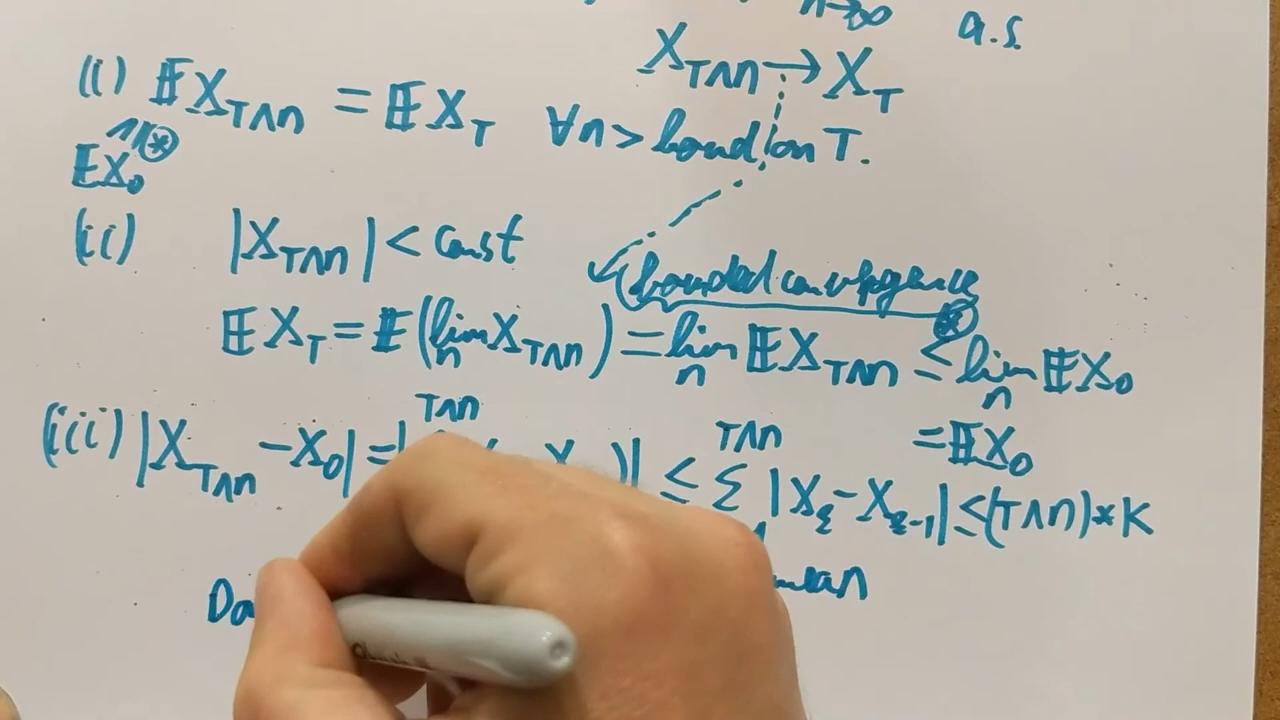 n→∞ a.s.
X_{T∧n} → X_T
(i) 𝔼X_{T∧n} = 𝔼X_T ∀n > bound on T.
𝔼X_0
(ii) |X_{T∧n}| < const
(bounded convergence
𝔼X_T = 𝔼(lim_n X_{T∧n}) = lim_n 𝔼X_{T∧n} ≤ lim_n 𝔼X_0
= 𝔼X_0
(iii) |X_{T∧n} - X_0| = | T∧n )| ≤ Σ^{T∧n} |X_k - X_{k-1}| ≤ (T∧n) * K
Do